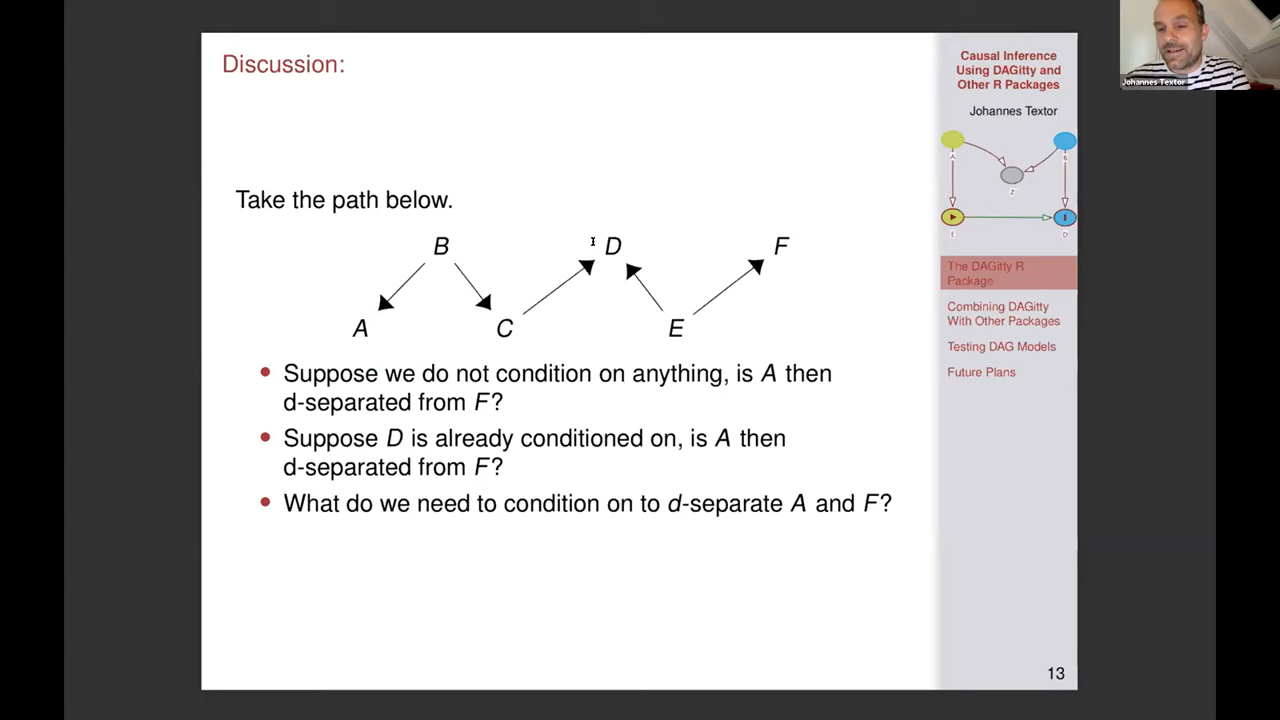 Discussion:
Take the path below.
B
D
F
A
C
E
• Suppose we do not condition on anything, is A then
d-separated from F?
• Suppose D is already conditioned on, is A then
d-separated from F?
• What do we need to condition on to d-separate A and F?
Causal Inference
Using DAGitty and
Other R Packages
Johannes Textor
A
B
Z
E
D
The DAGitty R
Package
Combining DAGitty
With Other Packages
Testing DAG Models
Future Plans
13
Johannes Textor